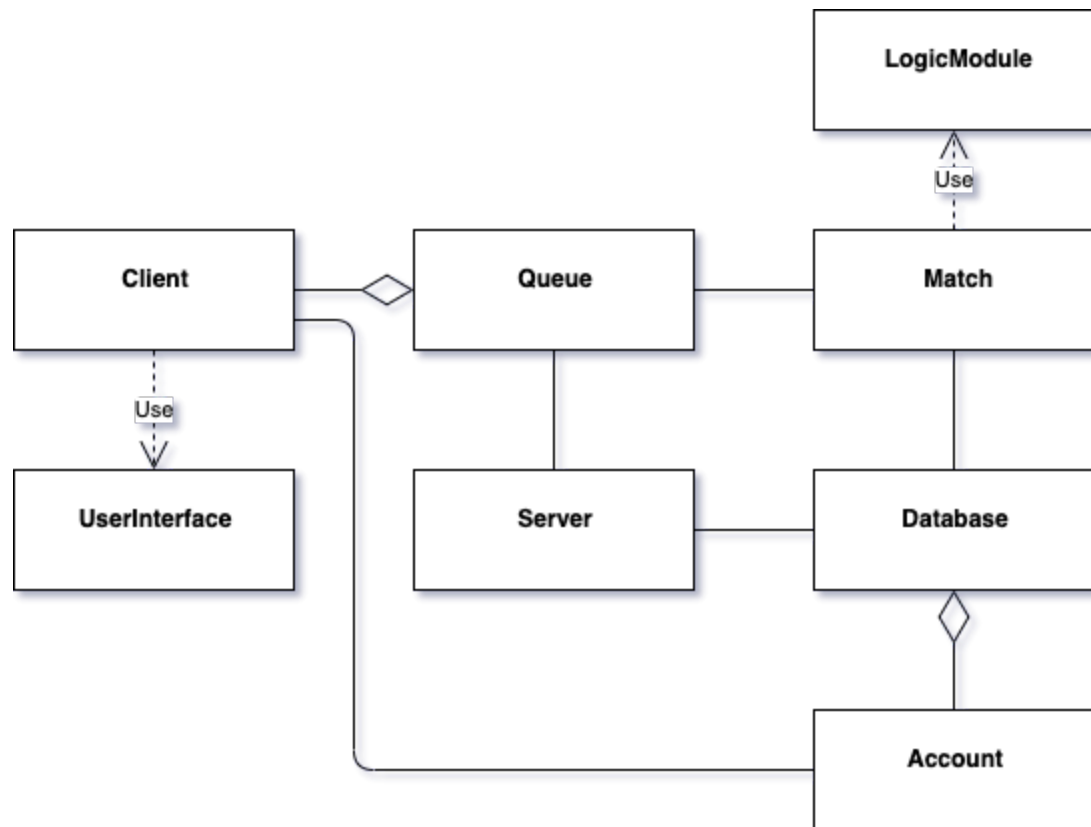 LogicModule
Use
Client
Queue
Match
Use
UserInterface
Server
Database
Account